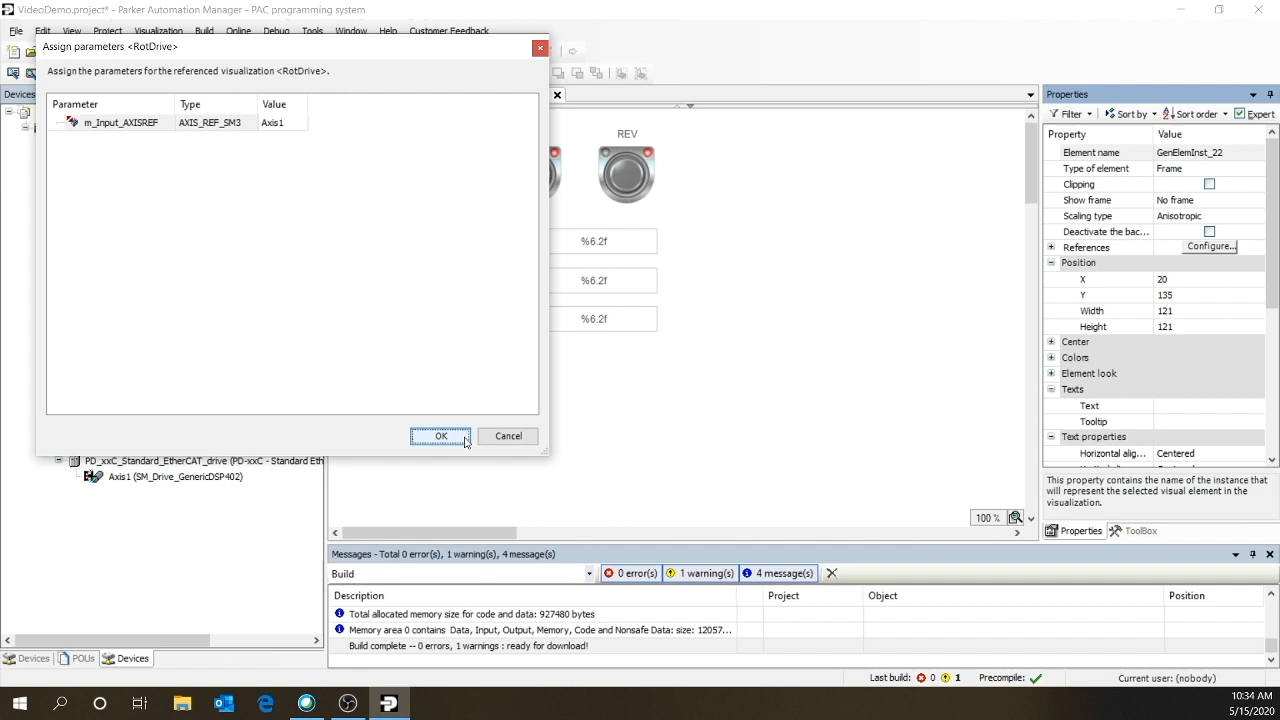 VideoDemo.project* - Parker Automation Manager - PAC programming system
File Edit View Project Visualization Build Online Debug Tools Window Help Customer Feedback
Assign parameters <RotDrive>
Assign the parameters for the referenced visualization <RotDrive>.
Parameter Type Value
m_Input_AXISREF AXIS_REF_SM3 Axis1
OK Cancel
Devices
PD_xxC_Standard_EtherCAT_drive (PD-xxC - Standard Eth
Axis1 (SM_Drive_GenericDSP402)
Devices POUs Devices
REV
%6.2f
%6.2f
%6.2f
100 %
Properties
Filter Sort by Sort order Expert
Property Value
Element name GenElemInst_22
Type of element Frame
Clipping
Show frame No frame
Scaling type Anisotropic
Deactivate the bac...
References Configure...
Position
X 20
Y 135
Width 121
Height 121
Center
Colors
Element look
Texts
Text
Tooltip
Text properties
Horizontal alig... Centered
This property contains the name of the instance that
will represent the selected visual element in the
visualization.
Properties ToolBox
Messages - Total 0 error(s), 1 warning(s), 4 message(s)
Build 0 error(s) 1 warning(s) 4 message(s)
Description Project Object Position
Total allocated memory size for code and data: 927480 bytes
Memory area 0 contains Data, Input, Output, Memory, Code and Nonsafe Data: size: 12057...
Build complete -- 0 errors, 1 warnings : ready for download!
Last build: 0 1 Precompile: Current user: (nobody)
10:34 AM
5/15/2020